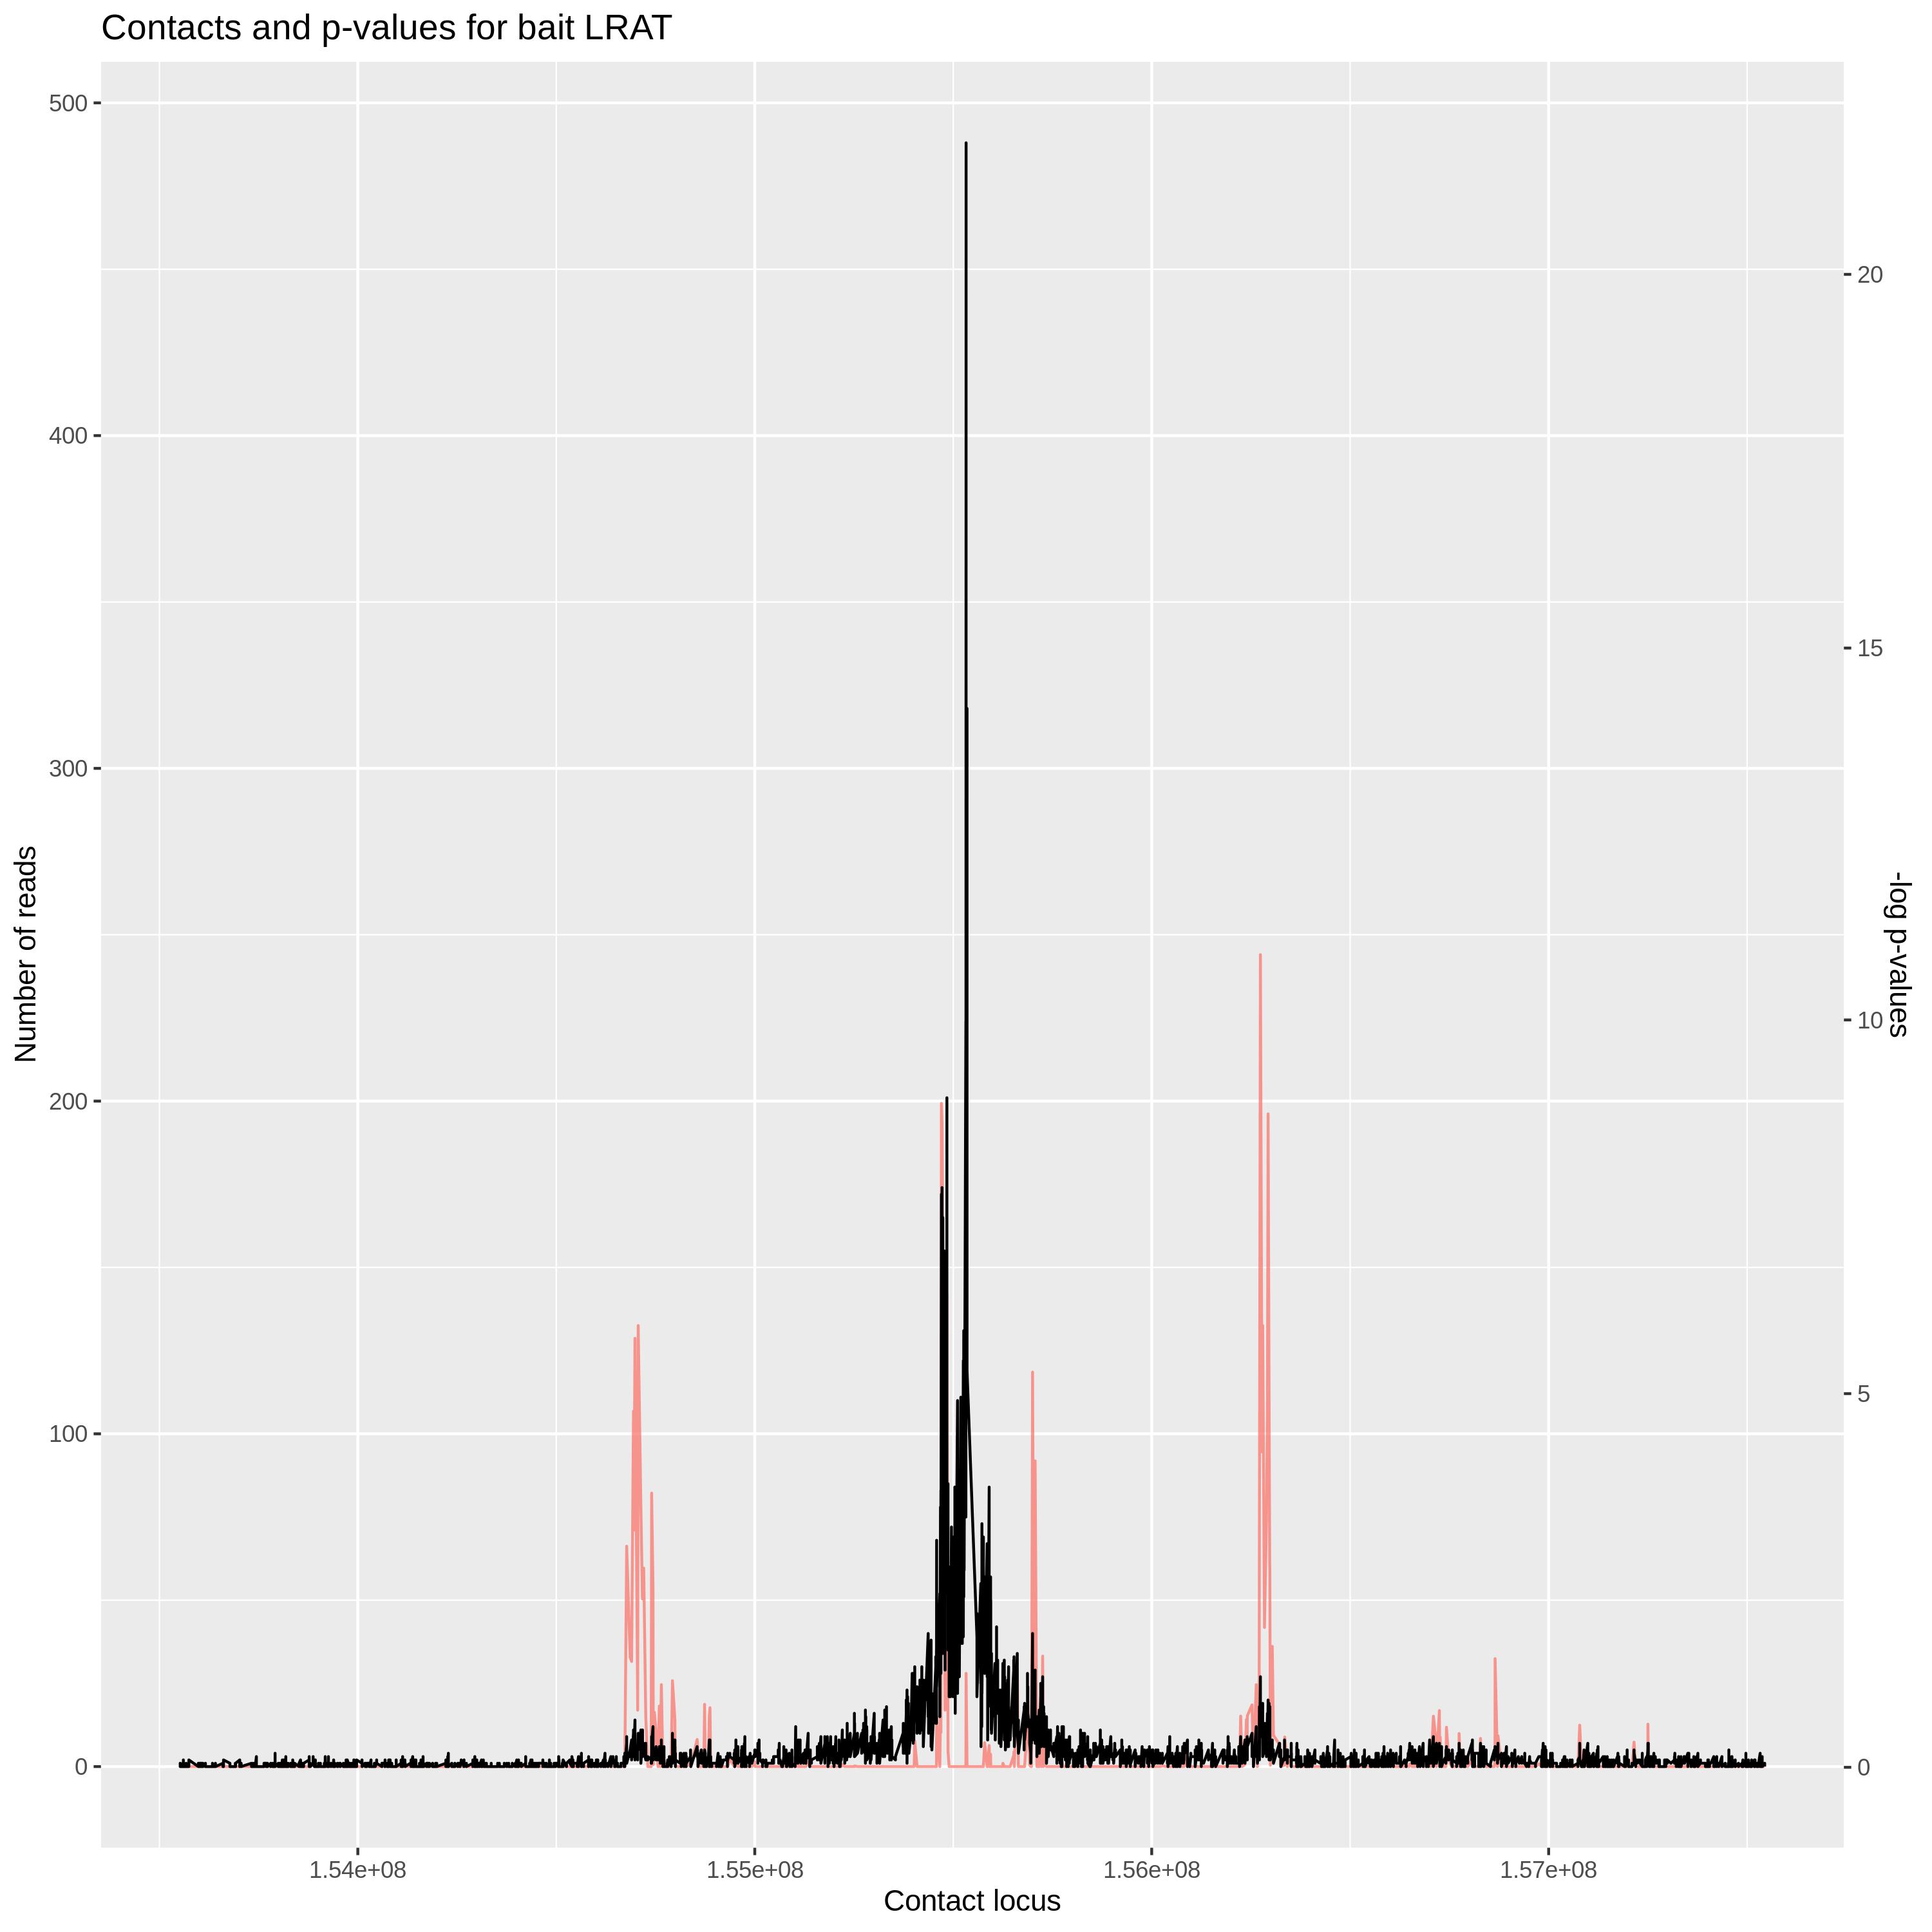 Contacts and p-values for bait LRAT
500
400
300
200
100
0
Number of reads
20
15
10
5
0
-log p-values
1.54e+08
1.55e+08
1.56e+08
1.57e+08
Contact locus